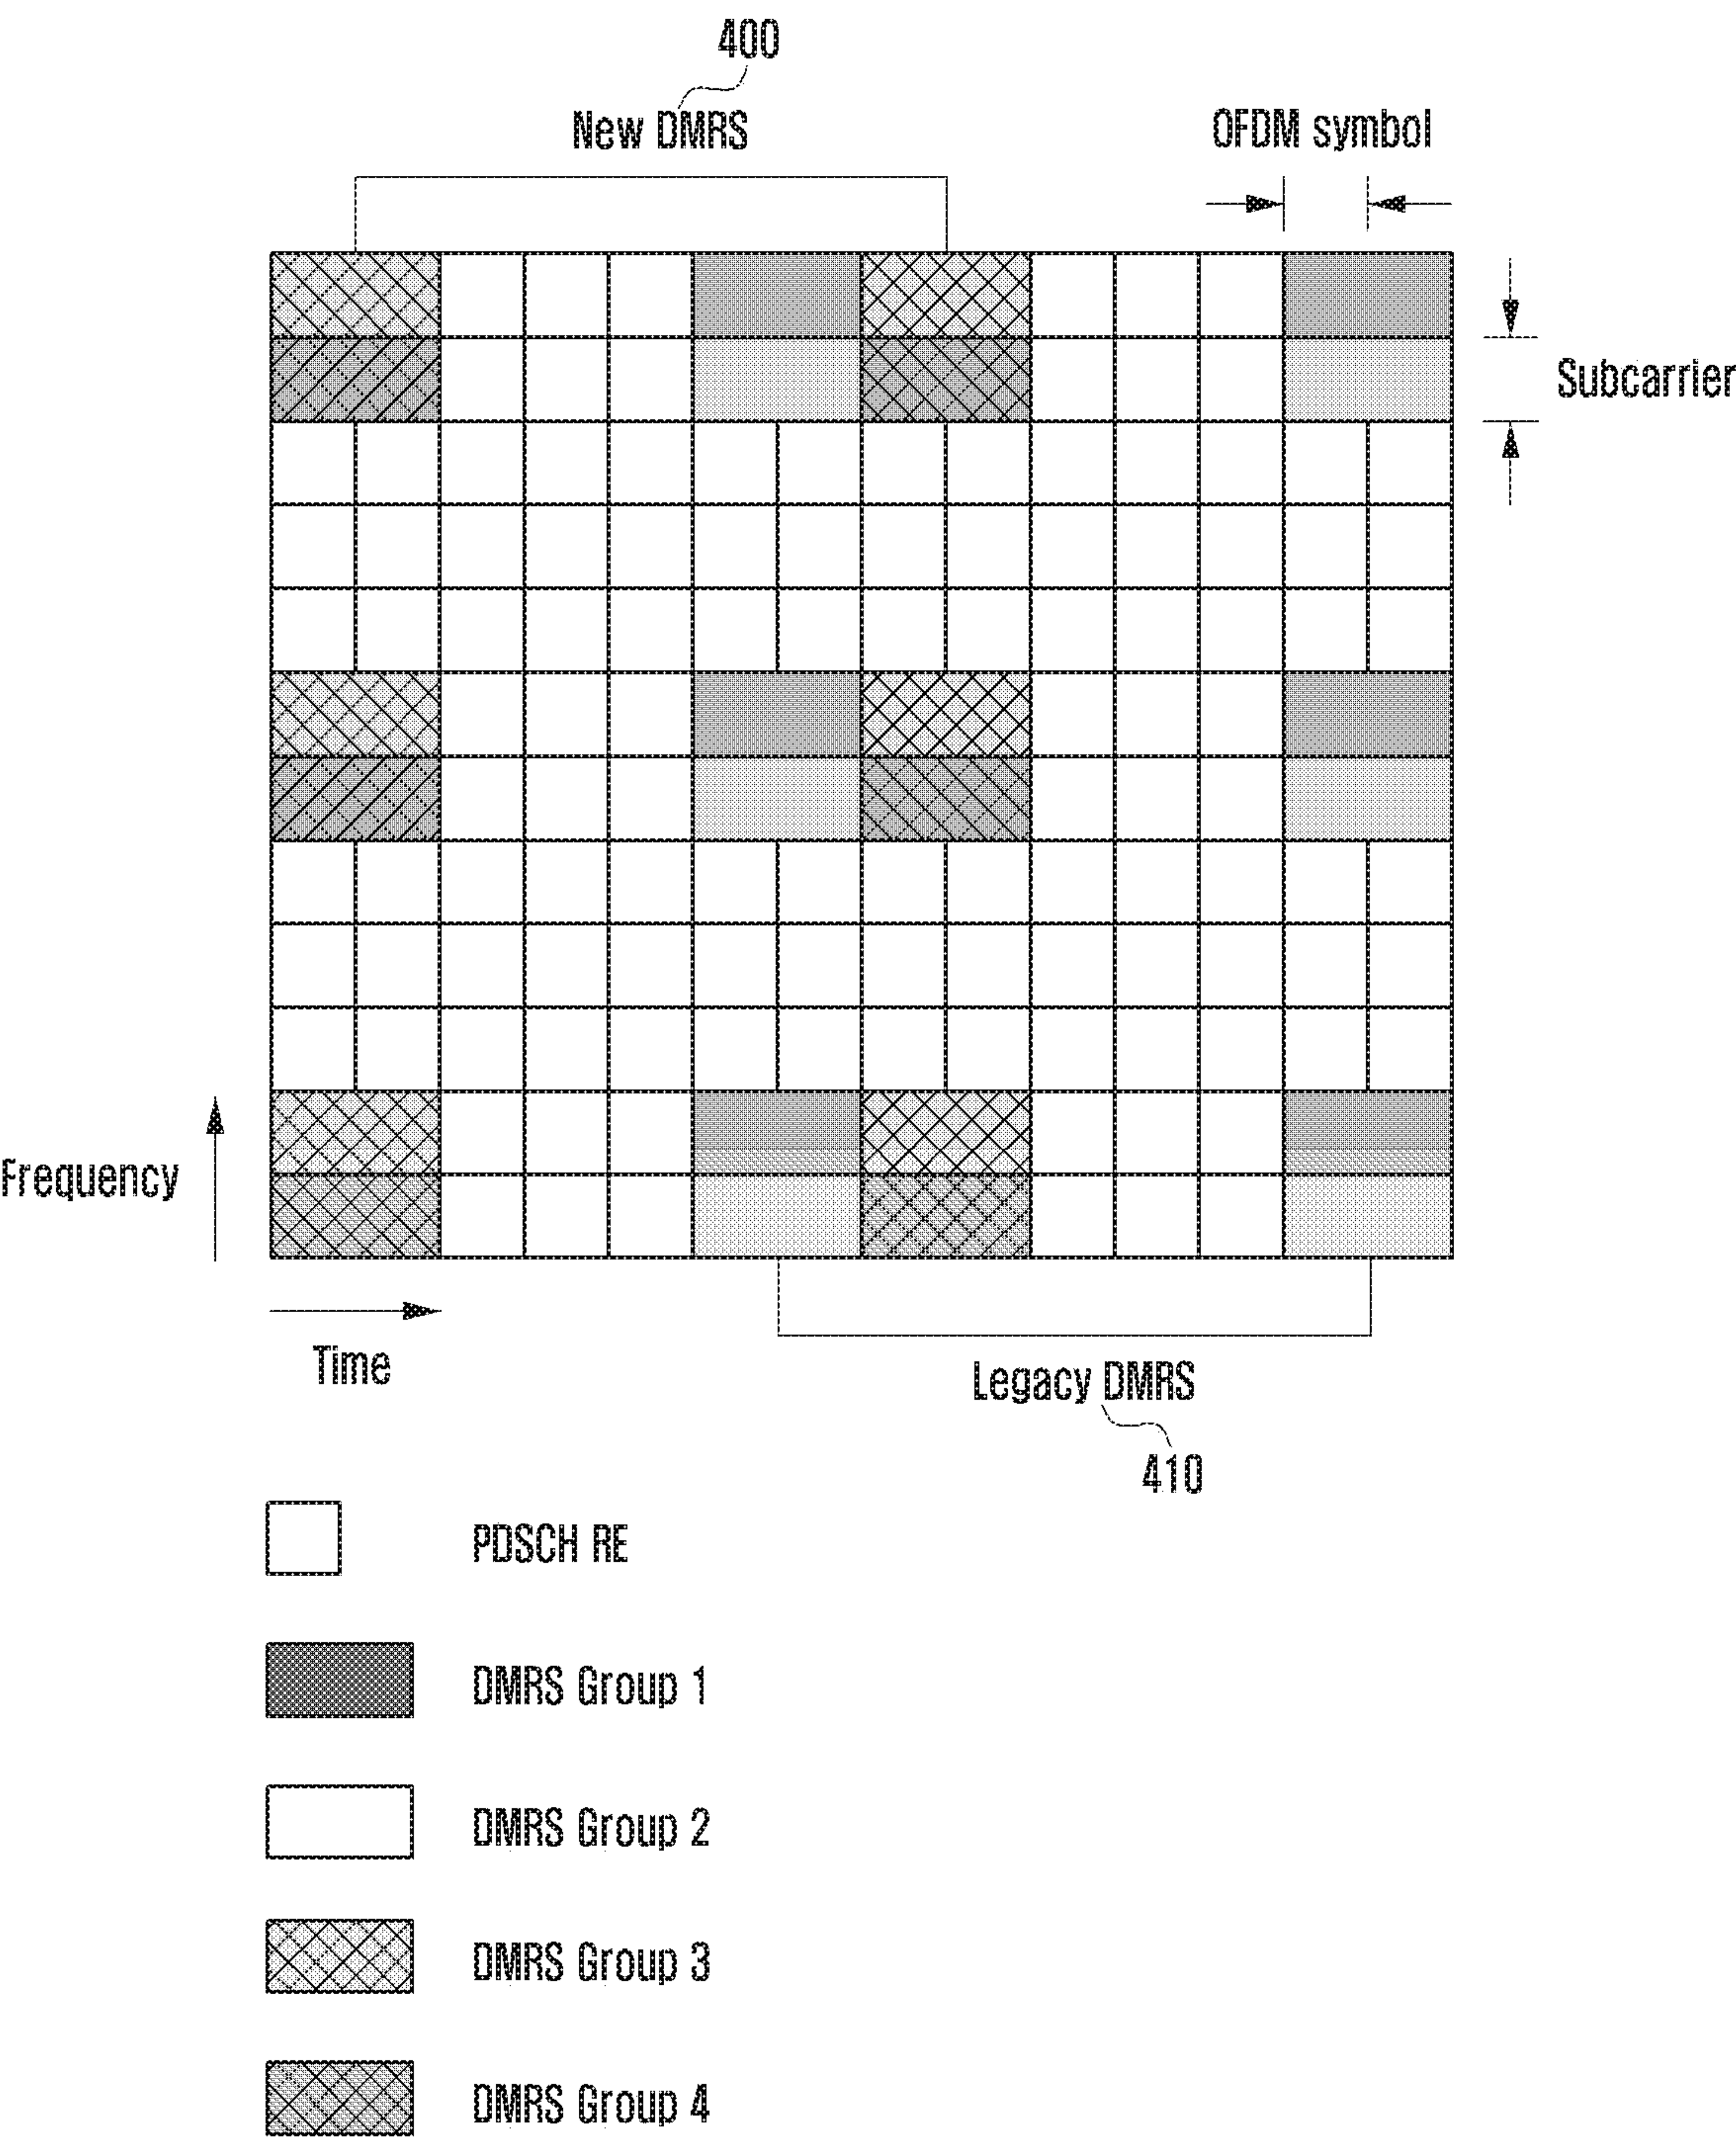 400
New DMRS
OFDM symbol
Subcarrier
Frequency
Time
Legacy DMRS
410
PDSCH RE
DMRS Group 1
DMRS Group 2
DMRS Group 3
DMRS Group 4